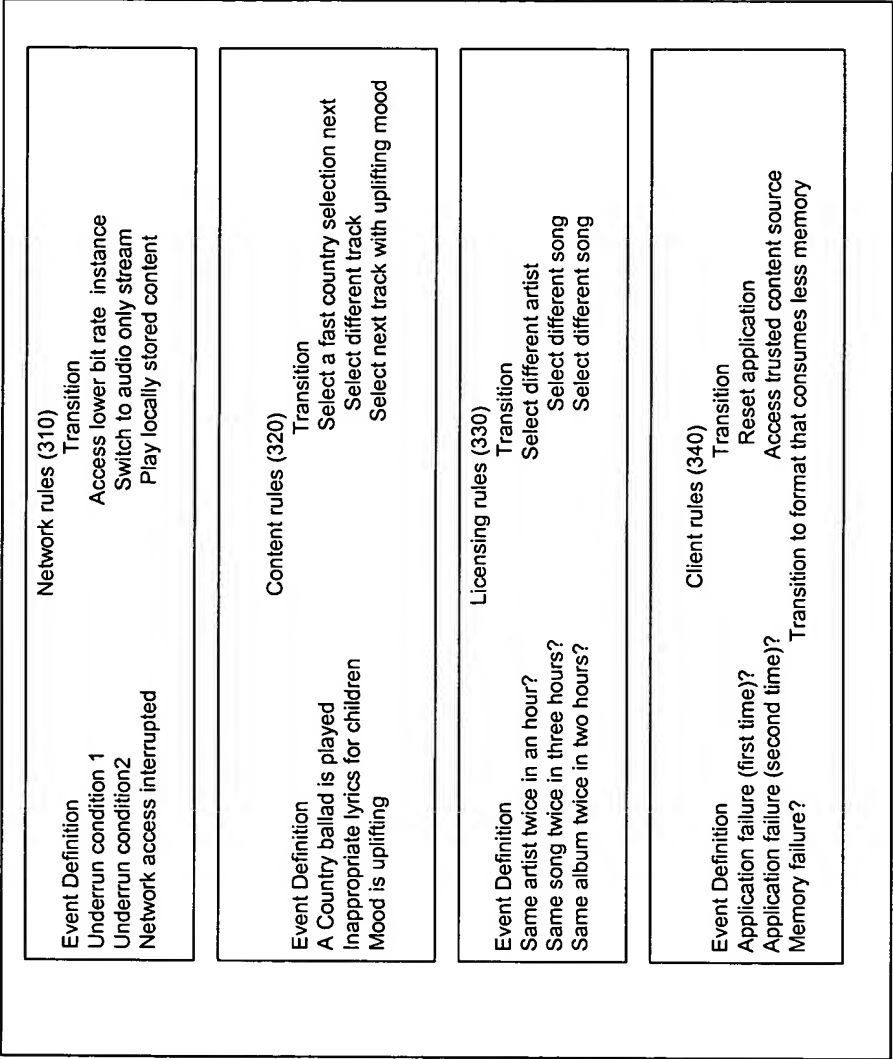 Network rules (310)
Event Definition Transition
Underrun condition 1 Access lower bit rate instance
Underrun condition2 Switch to audio only stream
Network access interrupted Play locally stored content
Content rules (320)
Event Definition Transition
A Country ballad is played Select a fast country selection next
Inappropriate lyrics for children Select different track
Mood is uplifting Select next track with uplifting mood
Licensing rules (330)
Event Definition Transition
Same artist twice in an hour? Select different artist
Same song twice in three hours? Select different song
Same album twice in two hours? Select different song
Client rules (340)
Event Definition Transition
Application failure (first time)? Reset application
Application failure (second time)? Access trusted content source
Memory failure? Transition to format that consumes less memory